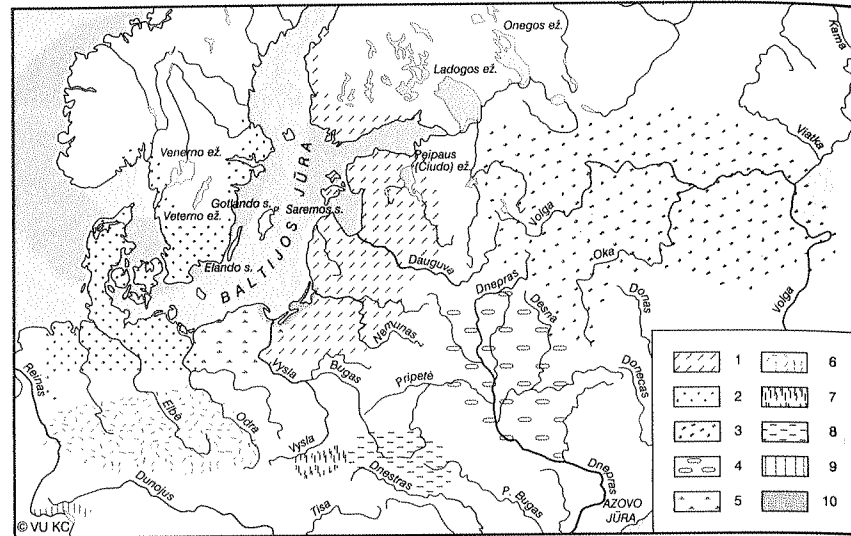 Onegos ež.
Kama
Ladogos ež.
Viatka
Venerno ež.
Peipaus
(Čiudo) ež.
Gotlando s.
Saremos s.
Veterno ež.
Volga
BALTIJOS JŪRA
Elando s.
Dauguva
Oka
Dnepras
Desna
Donas
Volga
Nemunas
Reinas
Vysla
Bugas
Pripetė
Donecas
Elbė
Odra
Vysla
Dnepras
Dunojus
Dnestras
Tisa
P. Bugas
AZOVO
JŪRA
1 6
2 7
3 8
4 9
5 10
© VU KC